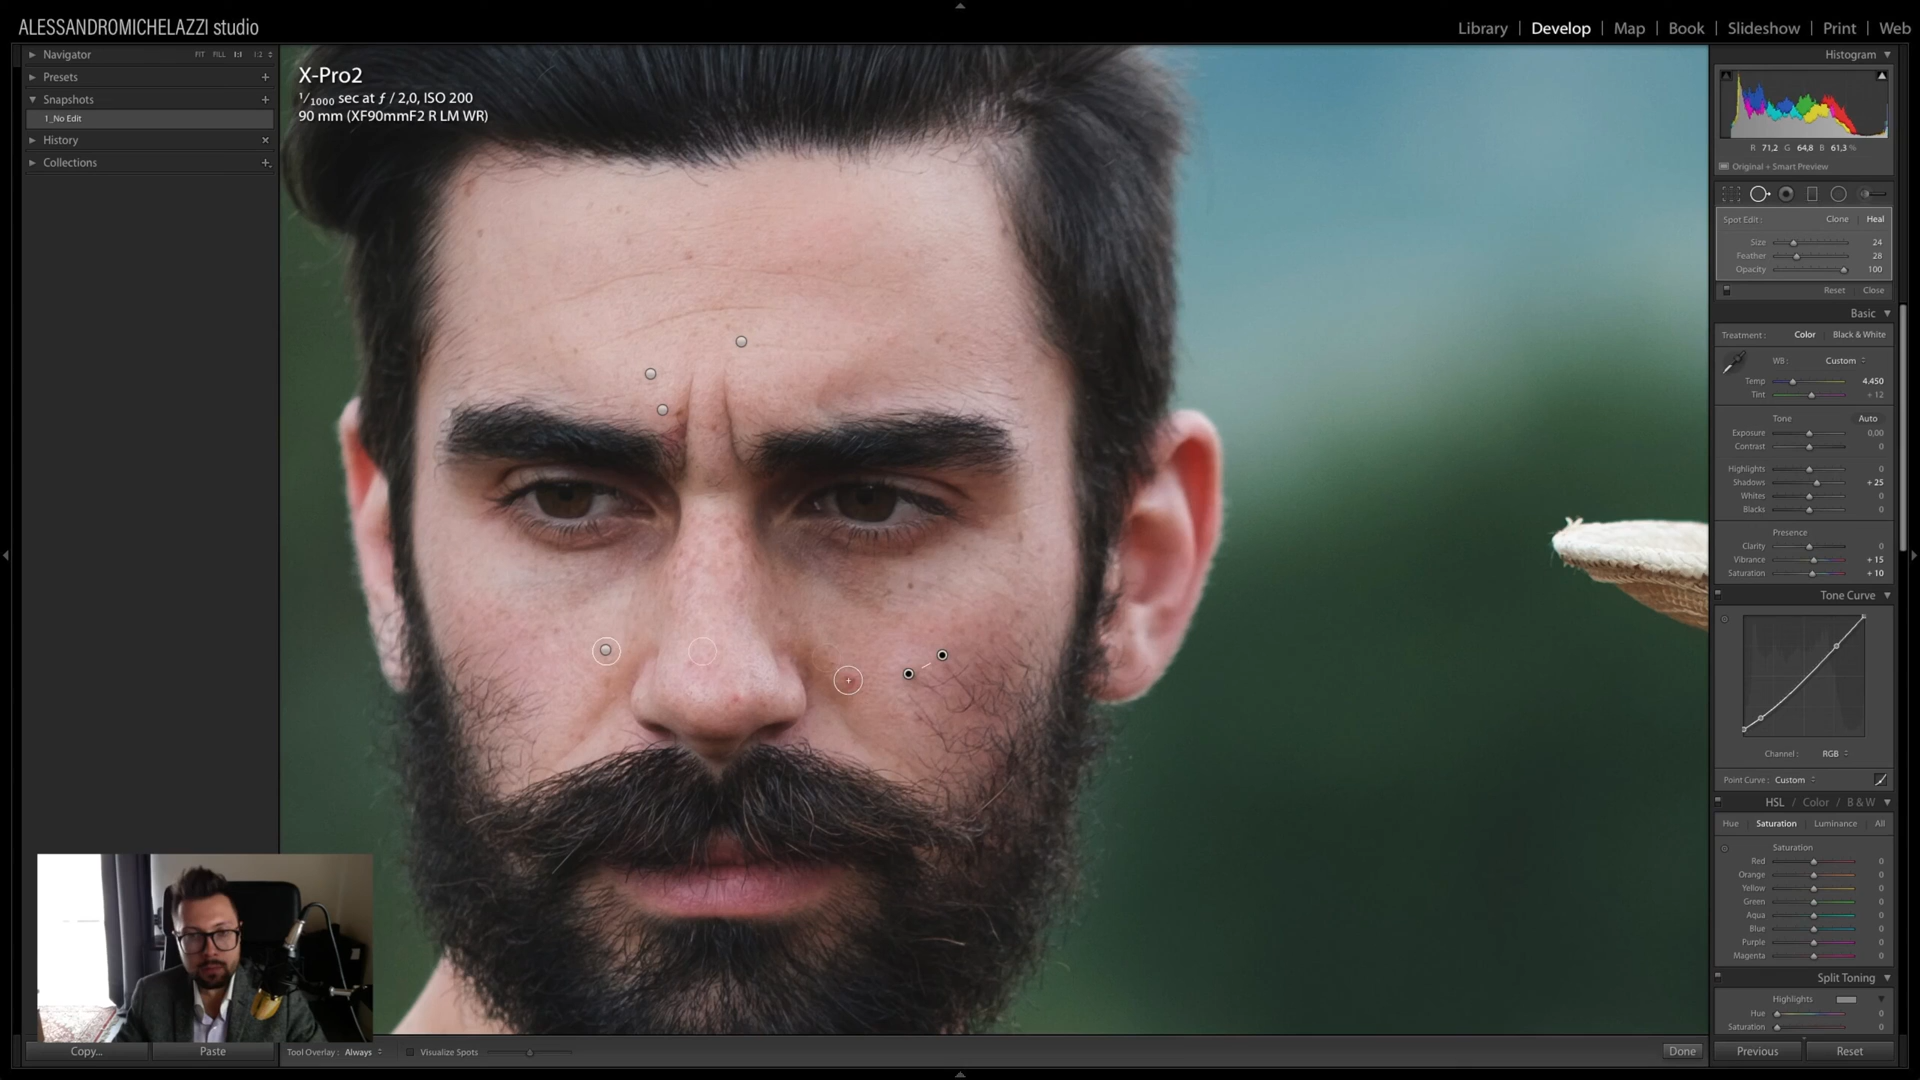 ALESSANDROMICHELAZZI studio
Library | Develop | Map | Book | Slideshow | Print | Web
Navigator FIT FILL 1:1 1:2
Presets
Snapshots
1_No Edit
History
Collections
X-Pro2
1/1000 sec at ƒ / 2,0, ISO 200
90 mm (XF90mmF2 R LM WR)
Histogram
R 71,2 G 64,8 B 61,3 %
Original + Smart Preview
Spot Edit : Clone Heal
Size 24
Feather 28
Opacity 100
Reset Close
Basic
Treatment : Color Black & White
WB : Custom
Temp 4.450
Tint + 12
Tone Auto
Exposure 0,00
Contrast 0
Highlights 0
Shadows + 25
Whites 0
Blacks 0
Presence
Clarity 0
Vibrance + 15
Saturation + 10
Tone Curve
Channel : RGB
Point Curve : Custom
HSL / Color / B & W
Hue Saturation Luminance All
Saturation
Red 0
Orange 0
Yellow 0
Green 0
Aqua 0
Blue 0
Purple 0
Magenta 0
Split Toning
Highlights
Hue 0
Saturation 0
Copy... Paste
Tool Overlay : Always Visualize Spots
Done
Previous Reset